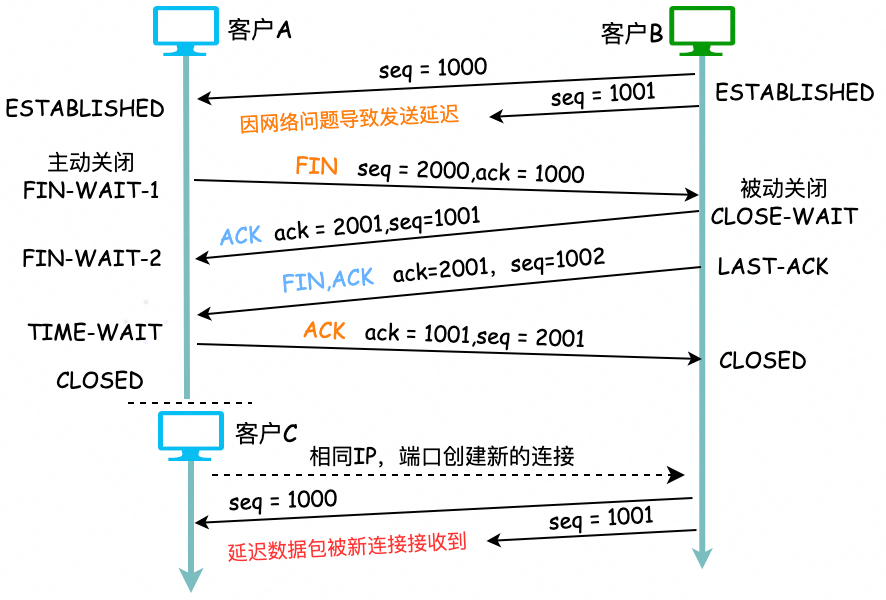 客户A
客户B
seq = 1000
ESTABLISHED
seq = 1001
ESTABLISHED
因网络问题导致发送延迟
主动关闭
FIN-WAIT-1
FIN seq = 2000,ack = 1000
被动关闭
CLOSE-WAIT
ACK ack = 2001,seq=1001
FIN-WAIT-2
FIN,ACK ack=2001，seq=1002
LAST-ACK
TIME-WAIT
ACK ack = 1001,seq = 2001
CLOSED
CLOSED
客户C
相同IP，端口创建新的连接
seq = 1000
seq = 1001
延迟数据包被新连接接收到